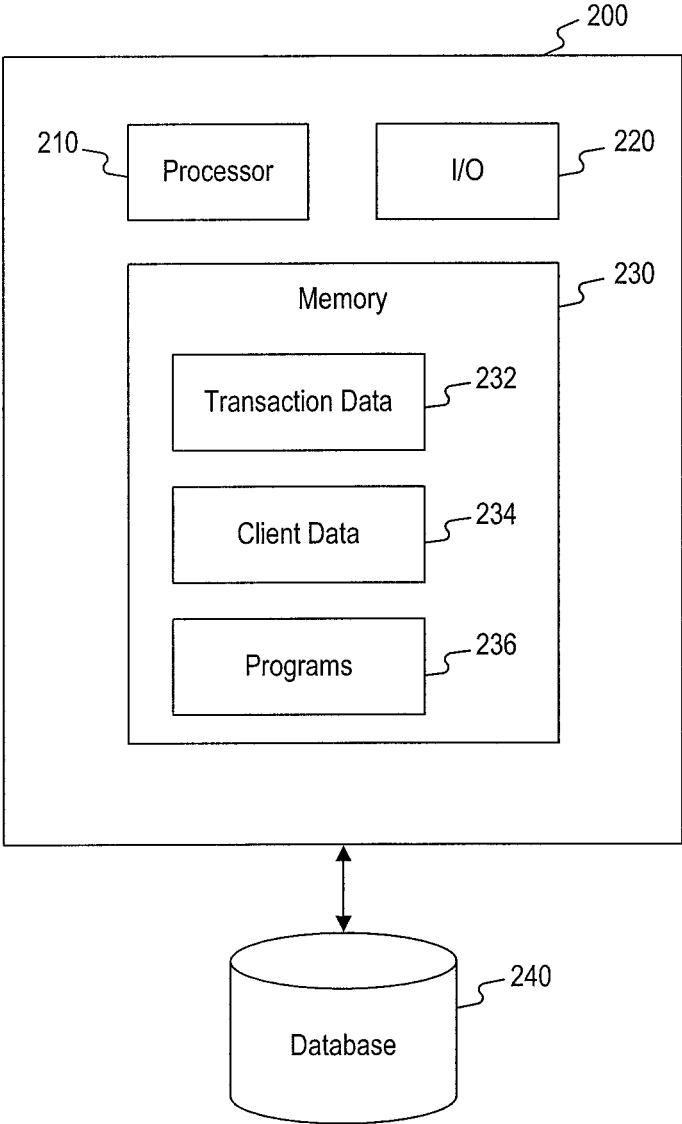 200
210
Processor
I/O
220
230
Memory
Transaction Data
232
Client Data
234
Programs
236
240
Database